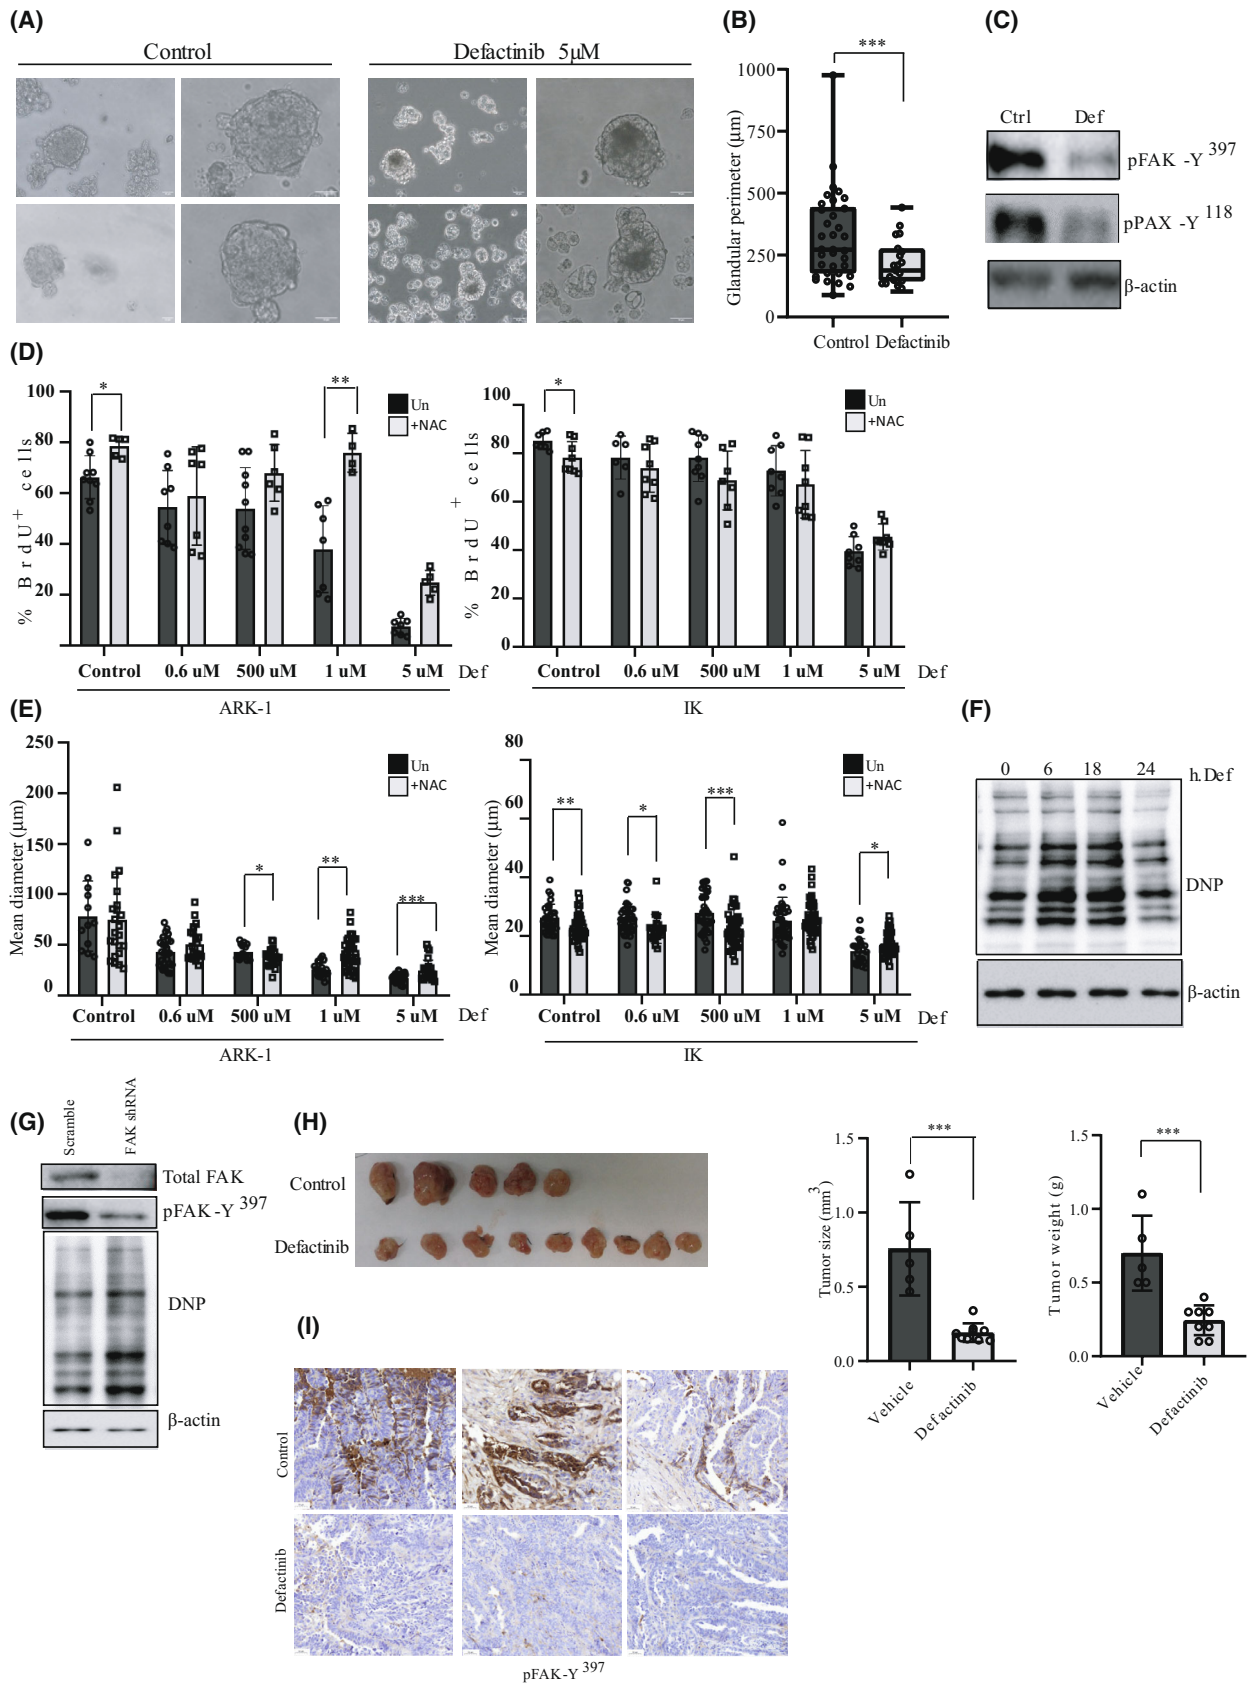 (A)
Control
Defactinib 5μM
(B)
***
1000
750
500
250
0
Glandular perimeter (μm)
Control Defactinib
(C)
Ctrl Def
pFAK -Y 397
pPAX -Y 118
β-actin
(D)
100
80
60
40
20
% BrdU+ cells
* **
Un
+NAC
Control 0.6 uM 500 uM 1 uM 5 uM Def
ARK-1
100
80
60
40
20
0
% BrdU+ cells
*
Un
+NAC
Control 0.6 uM 500 uM 1 uM 5 uM Def
IK
(E)
250
200
150
100
50
0
Mean diameter (μm)
* ** ***
Un
+NAC
Control 0.6 uM 500 uM 1 uM 5 uM Def
ARK-1
80
60
40
20
0
Mean diameter (μm)
** * *** *
Un
+NAC
Control 0.6 uM 500 uM 1 uM 5 uM Def
IK
(F)
0 6 18 24 h.Def
DNP
β-actin
(G)
Scramble
FAK shRNA
Total FAK
pFAK-Y 397
DNP
β-actin
(H)
Control
Defactinib
***
1.5
1.0
0.5
0.0
Tumor size (mm3)
Vehicle
Defactinib
***
1.5
1.0
0.5
0.0
Tumor weight (g)
Vehicle
Defactinib
(I)
Control
Defactinib
pFAK-Y 397